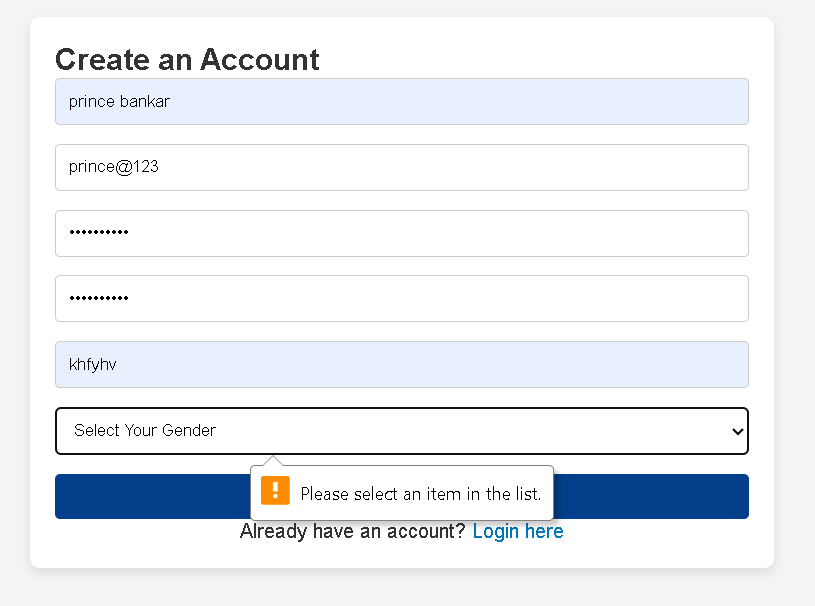 Create an Account
prince bankar
prince@123
••••••••••
••••••••••
khfyhv
Select Your Gender
Please select an item in the list.
Already have an account? Login here